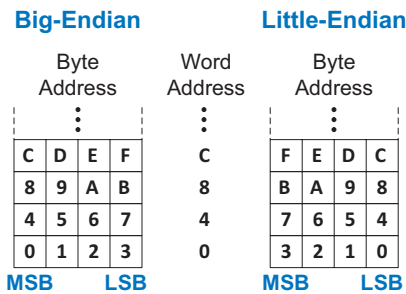 Big-Endian Little-Endian
Byte Address Word Address Byte Address
C D E F C F E D C
8 9 A B 8 B A 9 8
4 5 6 7 4 7 6 5 4
0 1 2 3 0 3 2 1 0
MSB LSB MSB LSB